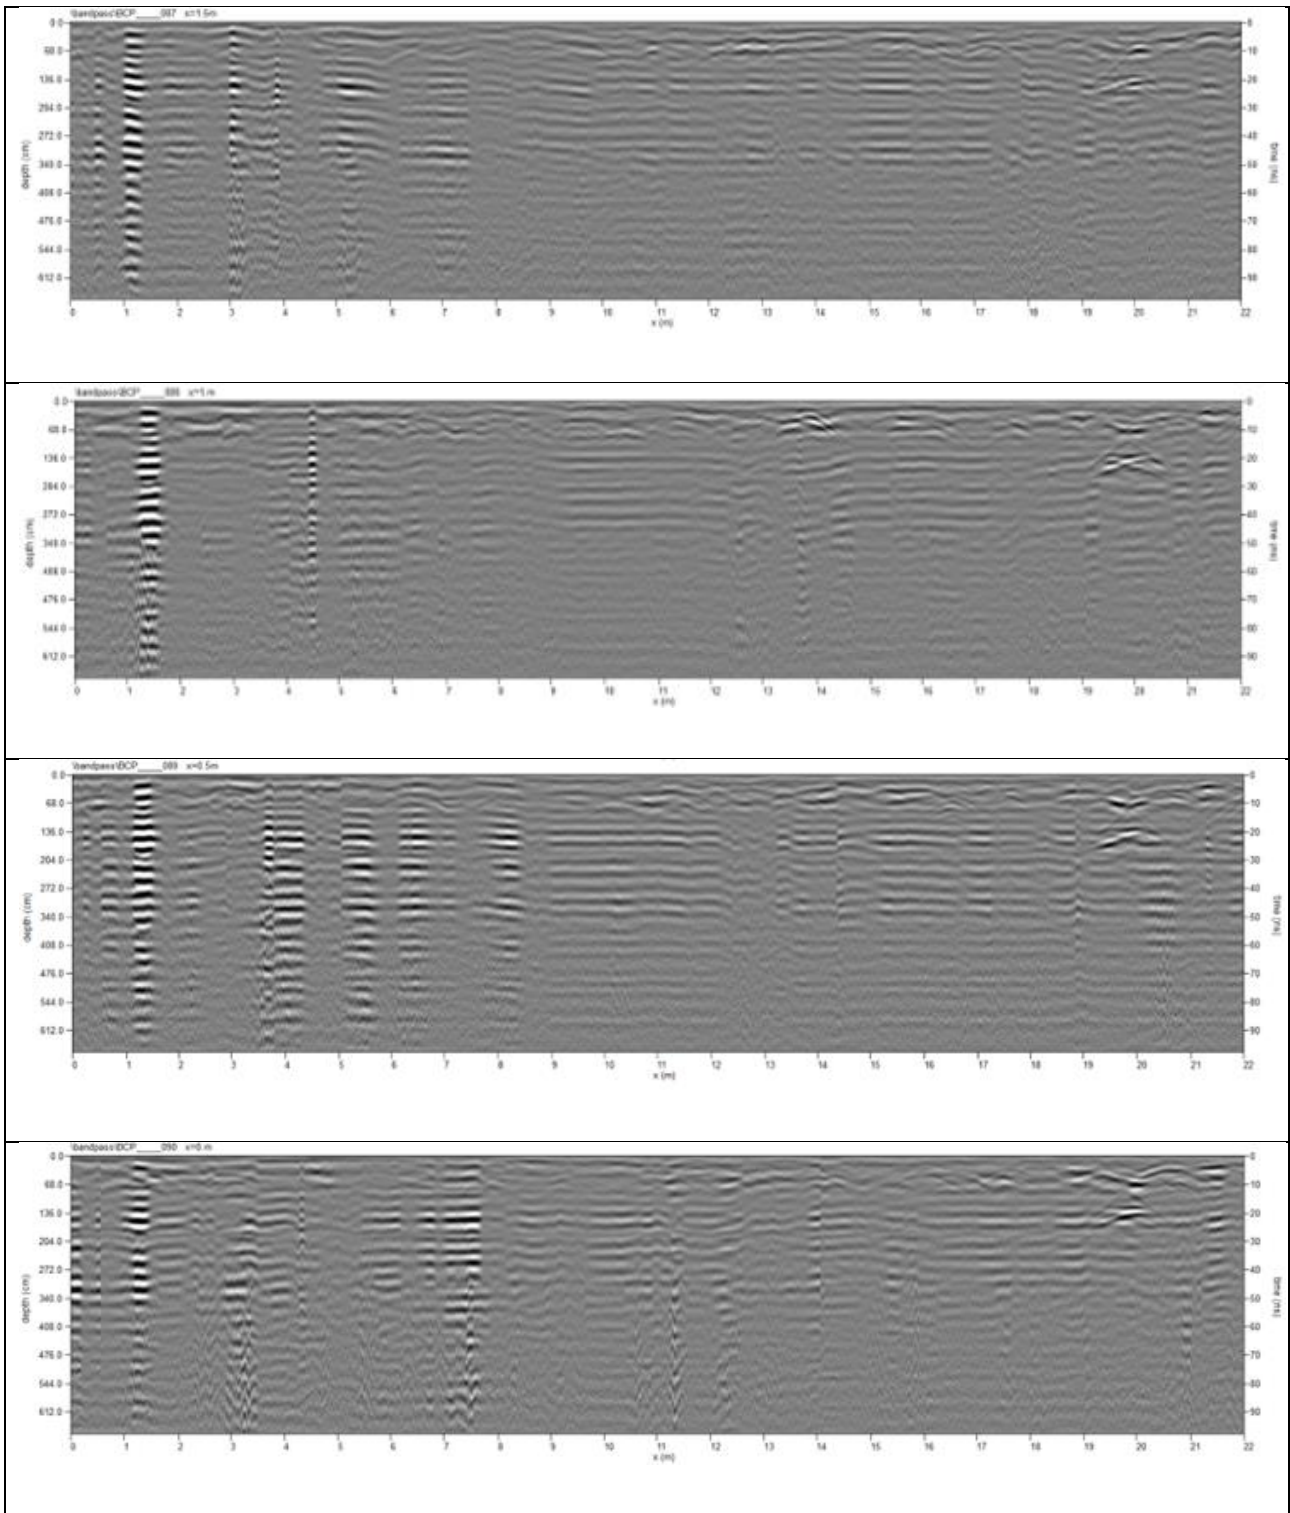 \bandpass\BCP____087 x=1.5m
0.0 0
68.0 10
136.0 20
204.0 30
272.0 40
340.0 50
408.0 60
476.0 70
544.0 80
612.0 90
depth (cm)
time (ns)
0 1 2 3 4 5 6 7 8 9 10 11 12 13 14 15 16 17 18 19 20 21 22
x (m)
\bandpass\BCP____088 x=1.m
0.0 0
68.0 10
136.0 20
204.0 30
272.0 40
340.0 50
408.0 60
476.0 70
544.0 80
612.0 90
depth (cm)
time (ns)
0 1 2 3 4 5 6 7 8 9 10 11 12 13 14 15 16 17 18 19 20 21 22
x (m)
\bandpass\BCP____089 x=0.5m
0.0 0
68.0 10
136.0 20
204.0 30
272.0 40
340.0 50
408.0 60
476.0 70
544.0 80
612.0 90
depth (cm)
time (ns)
0 1 2 3 4 5 6 7 8 9 10 11 12 13 14 15 16 17 18 19 20 21 22
x (m)
\bandpass\BCP____090 x=0.m
0.0 0
68.0 10
136.0 20
204.0 30
272.0 40
340.0 50
408.0 60
476.0 70
544.0 80
612.0 90
depth (cm)
time (ns)
0 1 2 3 4 5 6 7 8 9 10 11 12 13 14 15 16 17 18 19 20 21 22
x (m)